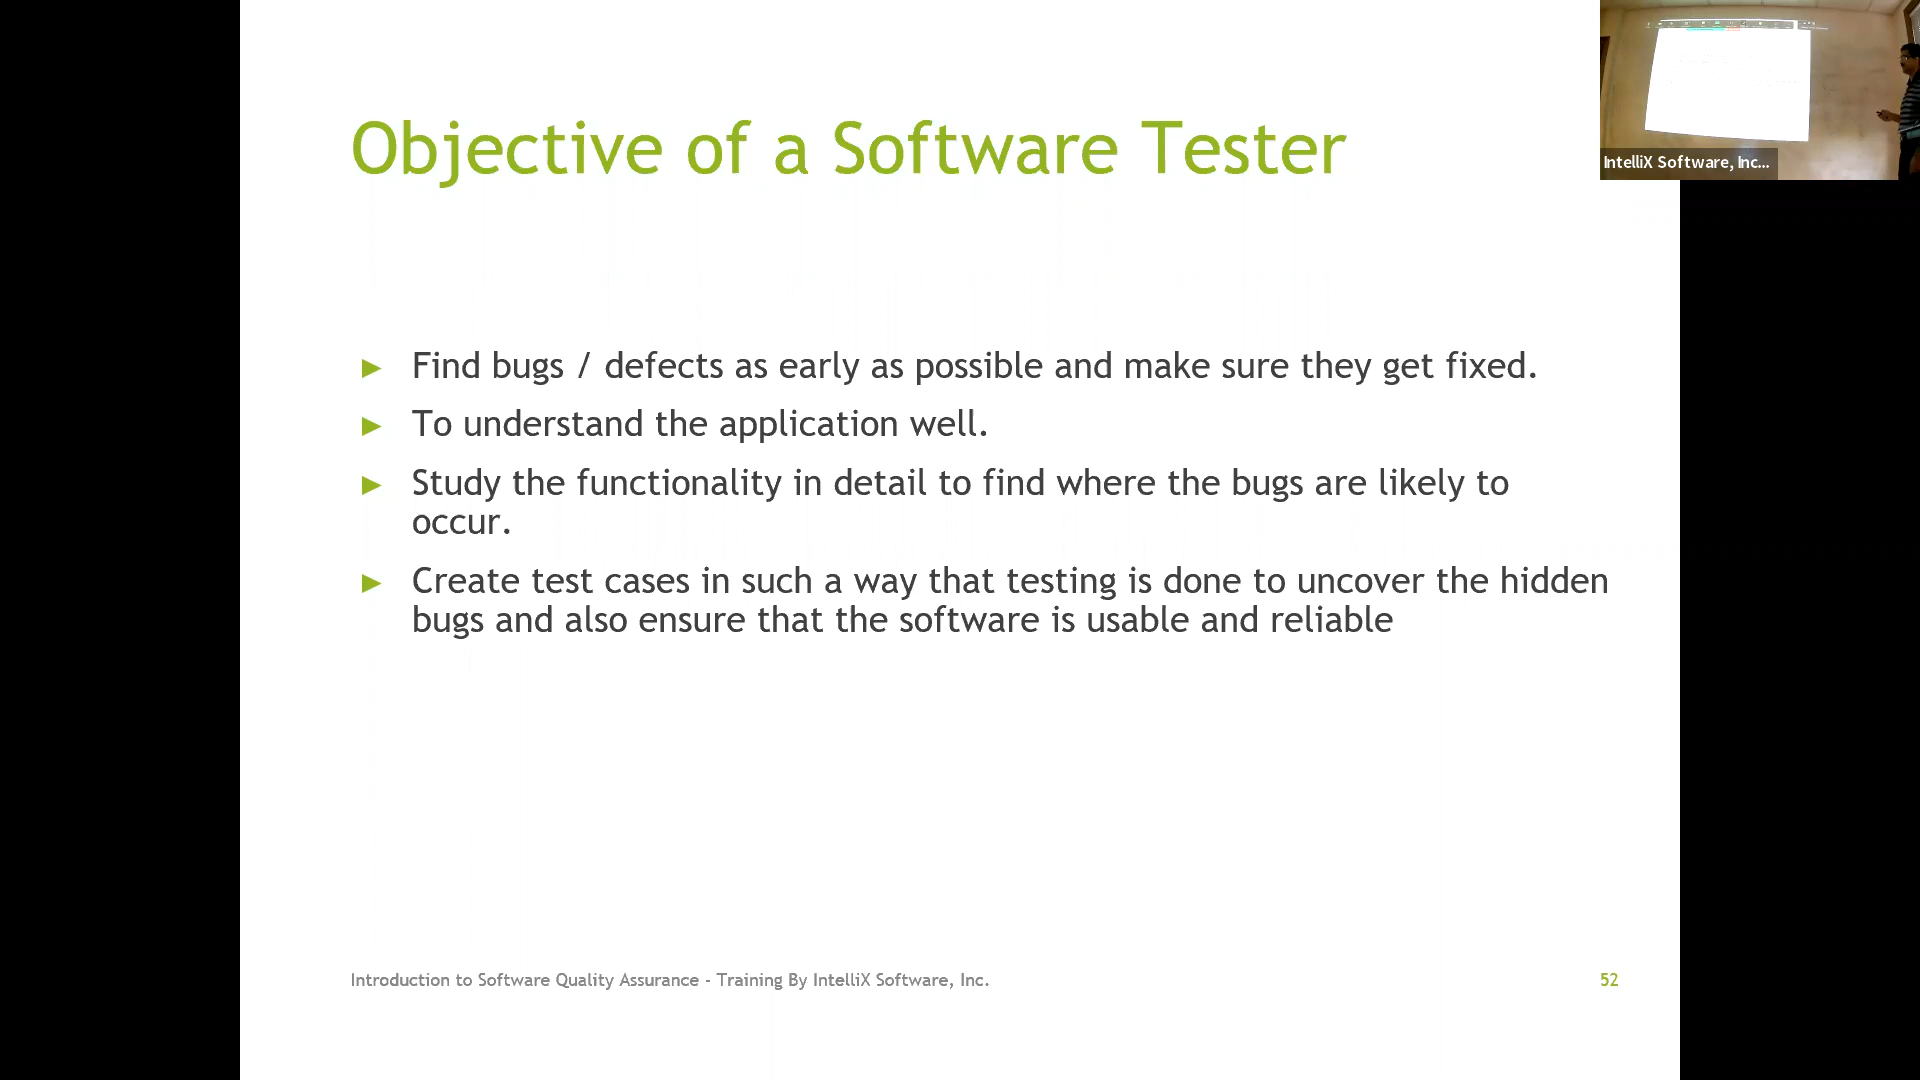 Objective of a Software Tester
IntelliX Software, Inc...
► Find bugs / defects as early as possible and make sure they get fixed.
► To understand the application well.
► Study the functionality in detail to find where the bugs are likely to
occur.
► Create test cases in such a way that testing is done to uncover the hidden
bugs and also ensure that the software is usable and reliable
Introduction to Software Quality Assurance - Training By IntelliX Software, Inc.
52